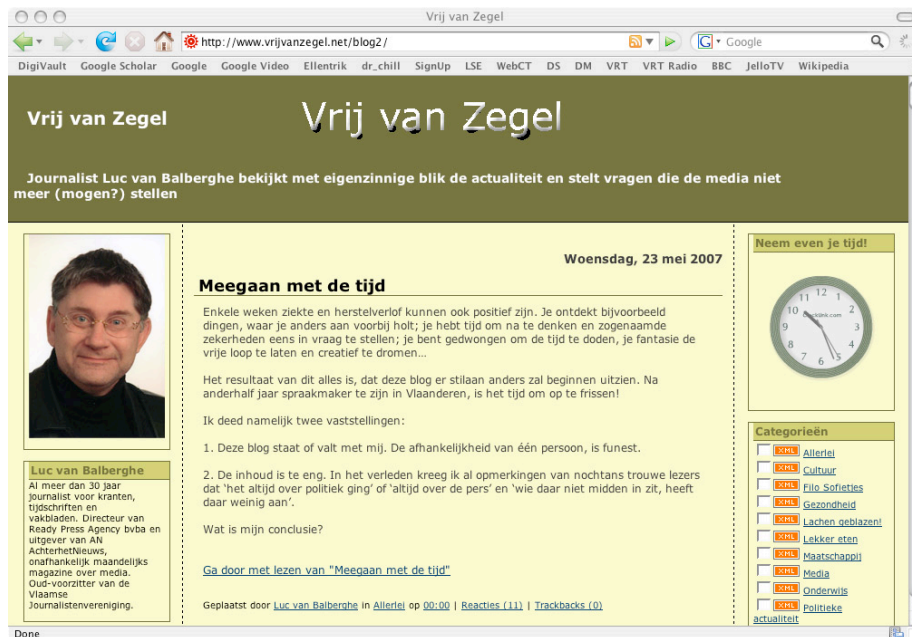 Vrij van Zegel
http://www.vrijvanzegel.net/blog2/
G Google
DigiVault Google Scholar Google Google Video Ellentrik dr_chill SignUp LSE WebCT DS DM VRT VRT Radio BBC JelloTV Wikipedia
Vrij van Zegel
Vrij van Zegel
Journalist Luc van Balberghe bekijkt met eigenzinnige blik de actualiteit en stelt vragen die de media niet
meer (mogen?) stellen
Luc van Balberghe
Al meer dan 30 jaar
journalist voor kranten,
tijdschriften en
vakbladen. Directeur van
Ready Press Agency bvba en
uitgever van AN
AchterhetNieuws,
onafhankelijk maandelijks
magazine over media.
Oud-voorzitter van de
Vlaamse
Journalistenvereniging.
Woensdag, 23 mei 2007
Meegaan met de tijd
Enkele weken ziekte en herstelverlof kunnen ook positief zijn. Je ontdekt bijvoorbeeld
dingen, waar je anders aan voorbij holt; je hebt tijd om na te denken en zogenaamde
zekerheden eens in vraag te stellen; je bent gedwongen om de tijd te doden, je fantasie de
vrije loop te laten en creatief te dromen…
Het resultaat van dit alles is, dat deze blog er stilaan anders zal beginnen uitzien. Na
anderhalf jaar spraakmaker te zijn in Vlaanderen, is het tijd om op te frissen!
Ik deed namelijk twee vaststellingen:
1. Deze blog staat of valt met mij. De afhankelijkheid van één persoon, is funest.
2. De inhoud is te eng. In het verleden kreeg ik al opmerkingen van nochtans trouwe lezers
dat ‘het altijd over politiek ging’ of ‘altijd over de pers’ en ‘wie daar niet midden in zit, heeft
daar weinig aan’.
Wat is mijn conclusie?
Ga door met lezen van "Meegaan met de tijd"
Geplaatst door Luc van Balberghe in Allerlei op 00:00 | Reacties (11) | Trackbacks (0)
Neem even je tijd!
12
11 1
10 2
9 3
8 4
7 6 5
Categorieën
XML Allerlei
XML Cultuur
XML Filo Sofietjes
XML Gezondheid
XML Lachen geblazen!
XML Lekker eten
XML Maatschappij
XML Media
XML Onderwijs
XML Politieke
actualiteit
Done